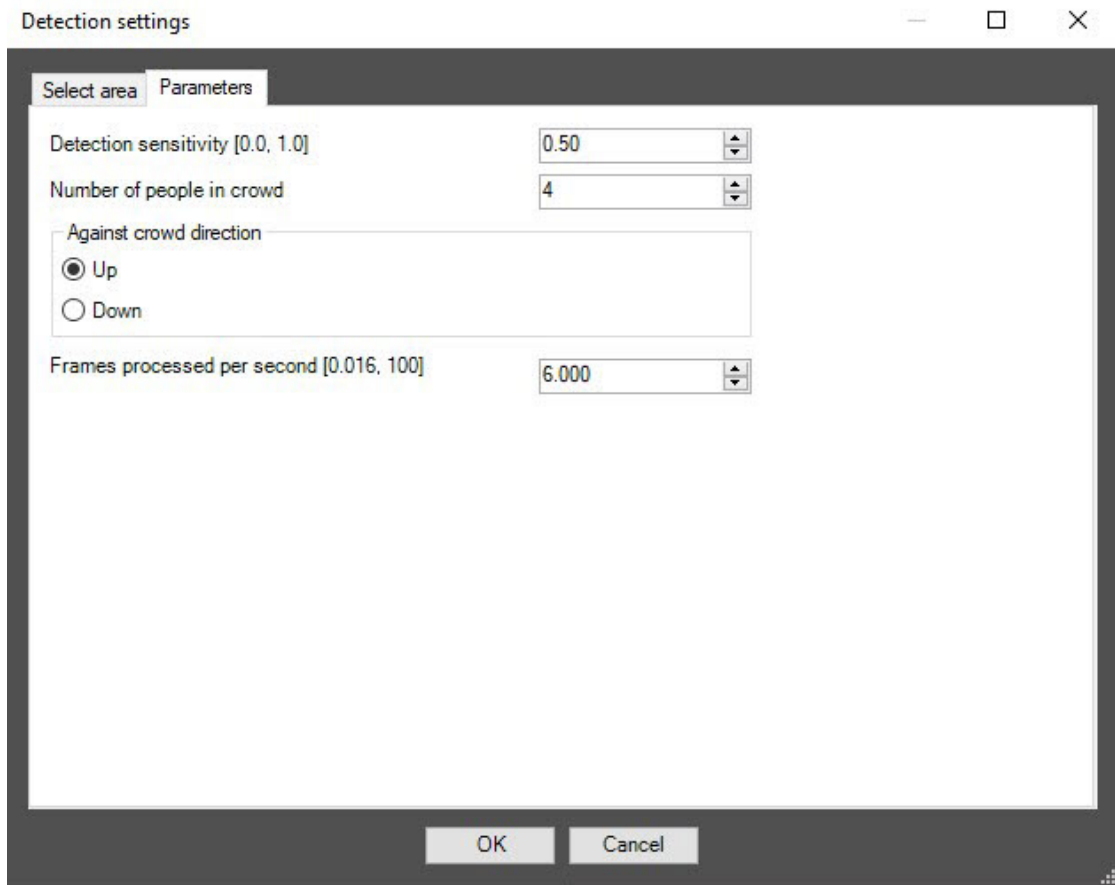 Detection settings
Select area Parameters
Detection sensitivity [0.0, 1.0] 0.50
Number of people in crowd 4
Against crowd direction
Up
Down
Frames processed per second [0.016, 100] 6.000
OK Cancel